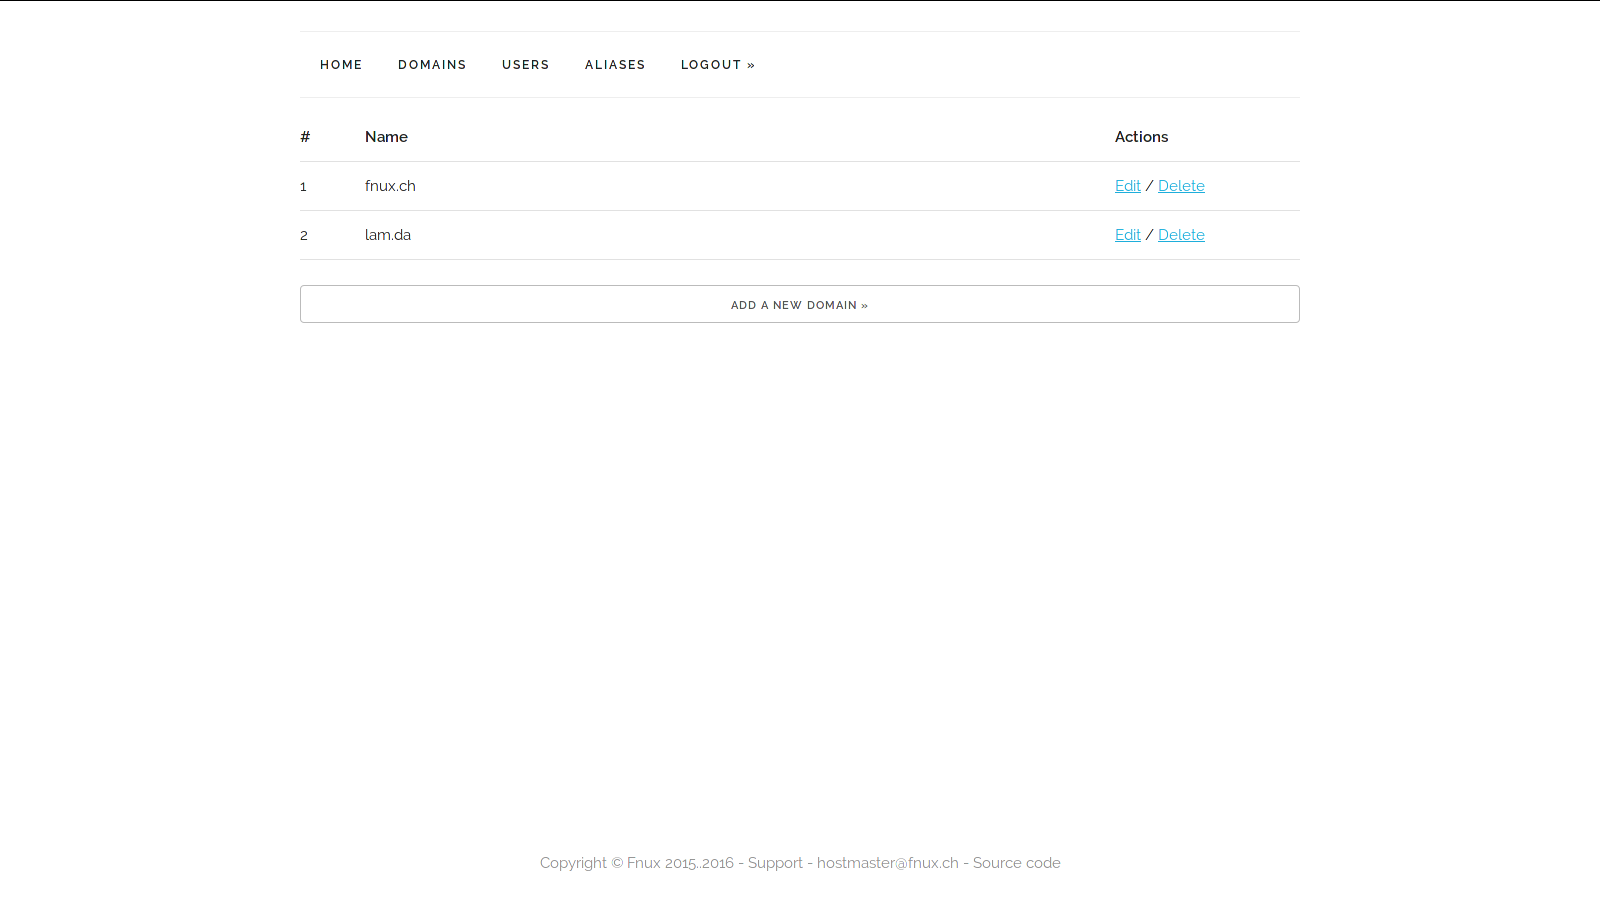 HOME DOMAINS USERS ALIASES LOGOUT »
# Name Actions
1 fnux.ch Edit / Delete
2 lam.da Edit / Delete
ADD A NEW DOMAIN »
Copyright © Fnux 2015..2016 - Support - hostmaster@fnux.ch - Source code